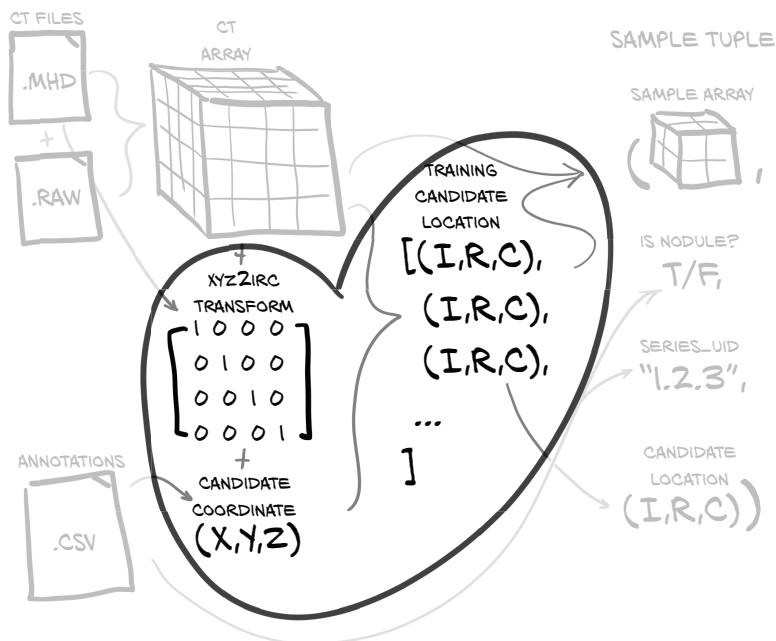 CT FILES
.MHD
+
.RAW
CT
ARRAY
+
XYZ2IRC
TRANSFORM
1 0 0 0
0 1 0 0
0 0 1 0
0 0 0 1
+
ANNOTATIONS
.CSV
CANDIDATE
COORDINATE
(X,Y,Z)
TRAINING
CANDIDATE
LOCATION
[(I,R,C),
(I,R,C),
(I,R,C),
...
]
SAMPLE TUPLE
SAMPLE ARRAY
( ,
IS NODULE?
T/F,
SERIES_UID
"1.2.3",
CANDIDATE
LOCATION
(I,R,C))